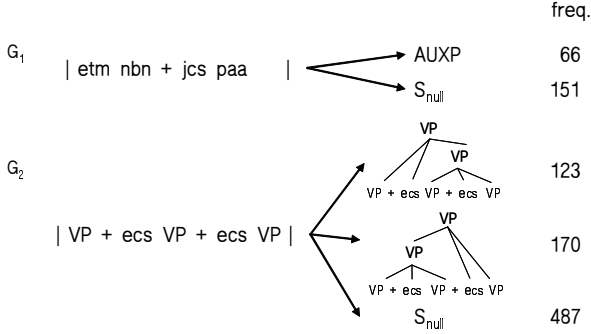 freq.
G1
| etm nbn + jcs paa |
AUXP 66
Snull 151
G2
VP
VP
VP + ecs VP + ecs VP
123
| VP + ecs VP + ecs VP |
VP
VP
VP + ecs VP + ecs VP
170
Snull 487